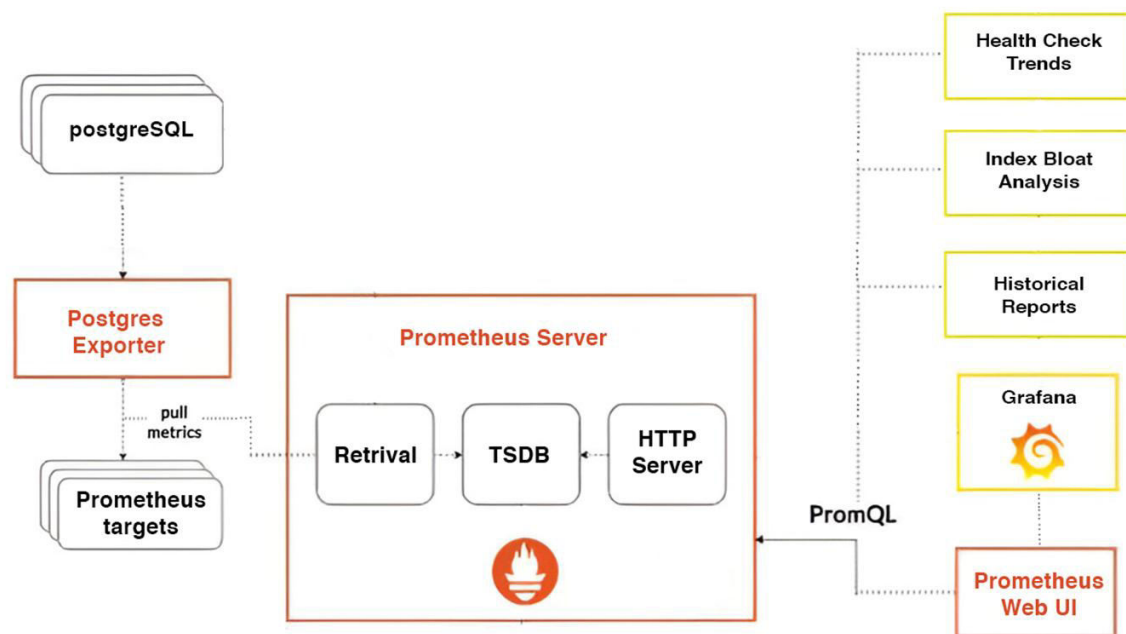 postgreSQL
Postgres
Exporter
pull
metrics
Prometheus
targets
Prometheus Server
Retrival
TSDB
HTTP
Server
PromQL
Health Check
Trends
Index Bloat
Analysis
Historical
Reports
Grafana
Prometheus
Web UI